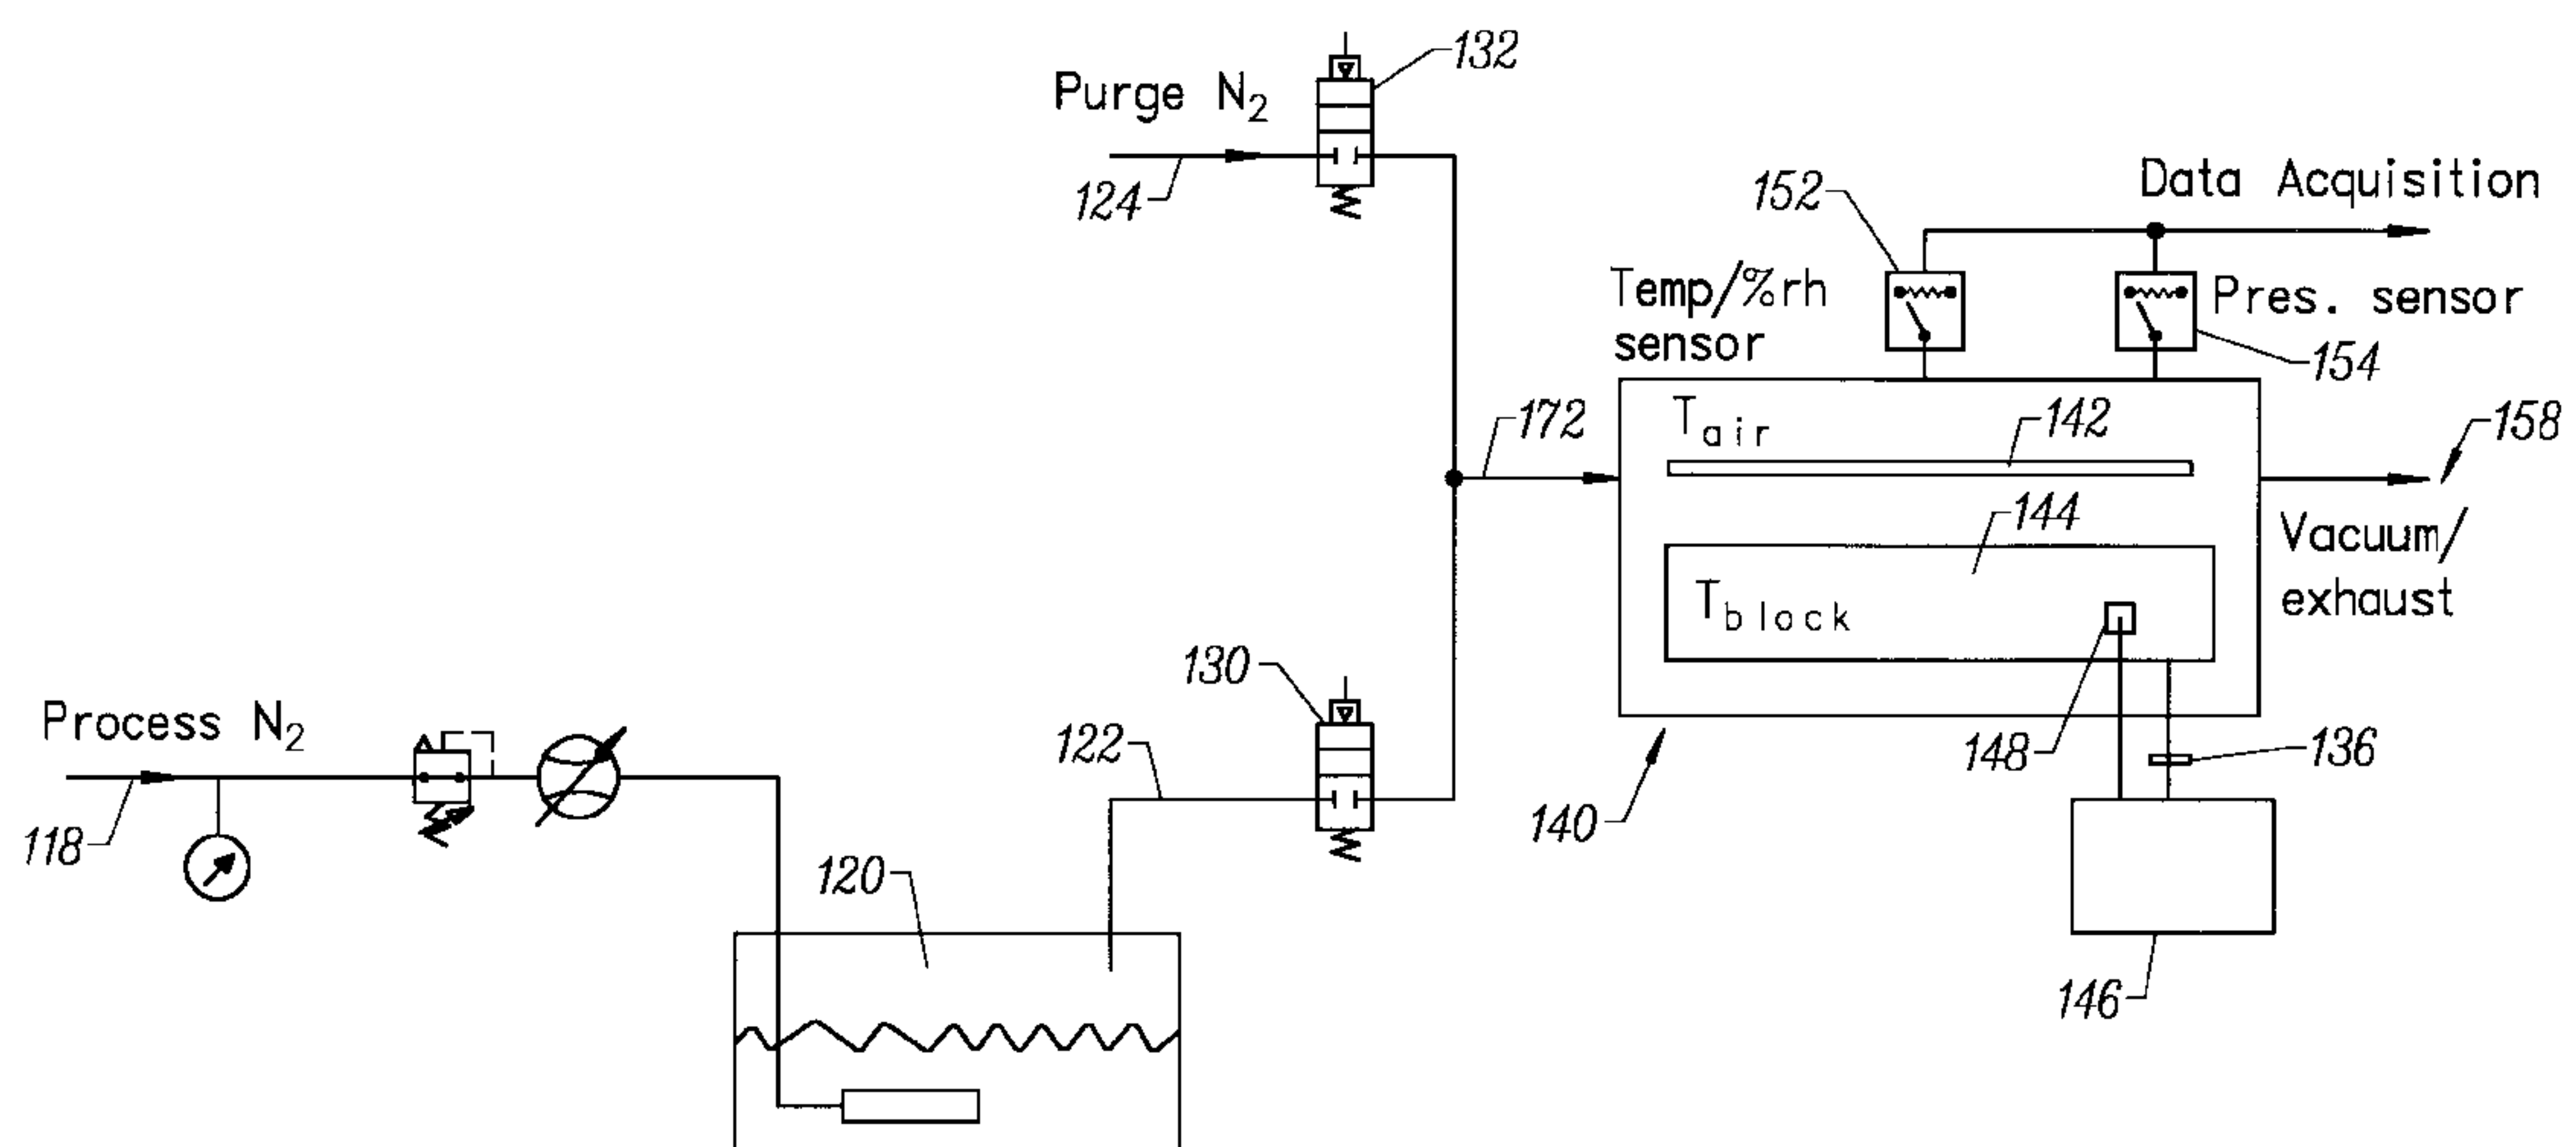 132
Purge N2
124
152
Data Acquisition
Temp/%rh
sensor
Pres. sensor
154
172
Tair
142
158
144
Vacuum/
exhaust
Tblock
130
Process N2
122
148
136
118
140
120
146